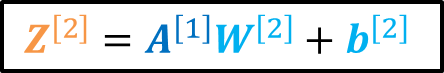 Z[2] = A[1]W[2] + b[2]